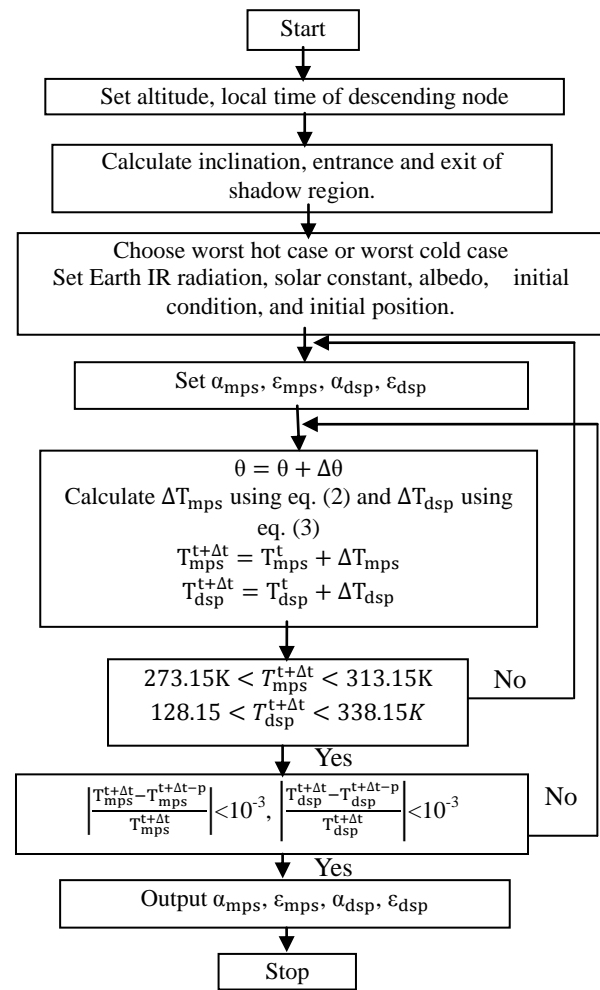 Start
Set altitude, local time of descending node
Calculate inclination, entrance and exit of
shadow region.
Choose worst hot case or worst cold case
Set Earth IR radiation, solar constant, albedo, initial
condition, and initial position.
Set α_mps, ε_mps, α_dsp, ε_dsp
θ = θ + Δθ
Calculate ΔT_mps using eq. (2) and ΔT_dsp using
eq. (3)
T_mps^{t+Δt} = T_mps^t + ΔT_mps
T_dsp^{t+Δt} = T_dsp^t + ΔT_dsp
273.15K < T_mps^{t+Δt} < 313.15K
No
128.15 < T_dsp^{t+Δt} < 338.15K
Yes
|(T_mps^{t+Δt} − T_mps^{t+Δt−p}) / T_mps^{t+Δt}| <10^{-3}, |(T_dsp^{t+Δt} − T_dsp^{t+Δt−p}) / T_dsp^{t+Δt}| <10^{-3}
No
Yes
Output α_mps, ε_mps, α_dsp, ε_dsp
Stop